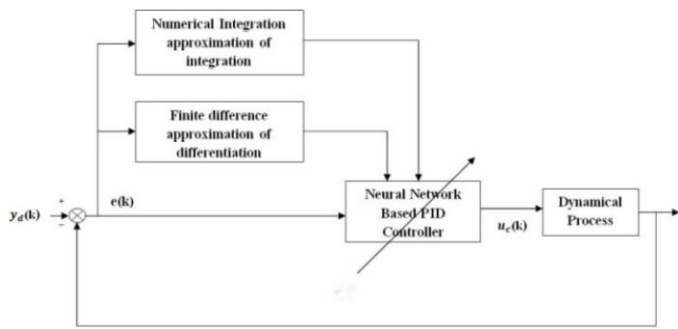 Numerical Integration
approximation of
integration
Finite difference
approximation of
differentiation
+
y_d(k)
−
e(k)
Neural Network
Based PID
Controller
u_c(k)
Dynamical
Process